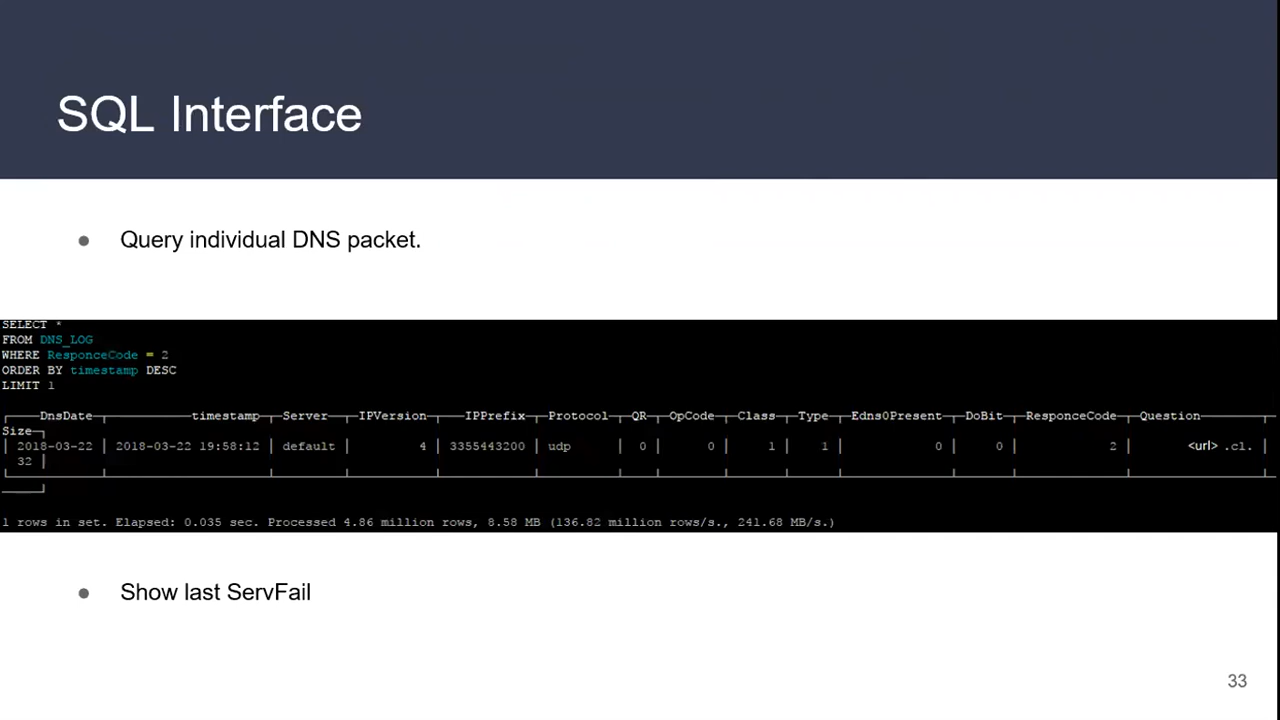 SQL Interface
● Query individual DNS packet.
SELECT *
FROM DNS_LOG
WHERE ResponceCode = 2
ORDER BY timestamp DESC
LIMIT 1
DnsDate timestamp Server IPVersion IPPrefix Protocol QR OpCode Class Type Edns0Present DoBit ResponceCode Question
Size
2018-03-22 2018-03-22 19:58:12 default 4 3355443200 udp 0 0 1 1 0 0 2 <url> .cl.
32
1 rows in set. Elapsed: 0.035 sec. Processed 4.86 million rows, 8.58 MB (136.82 million rows/s., 241.68 MB/s.)
● Show last ServFail
33